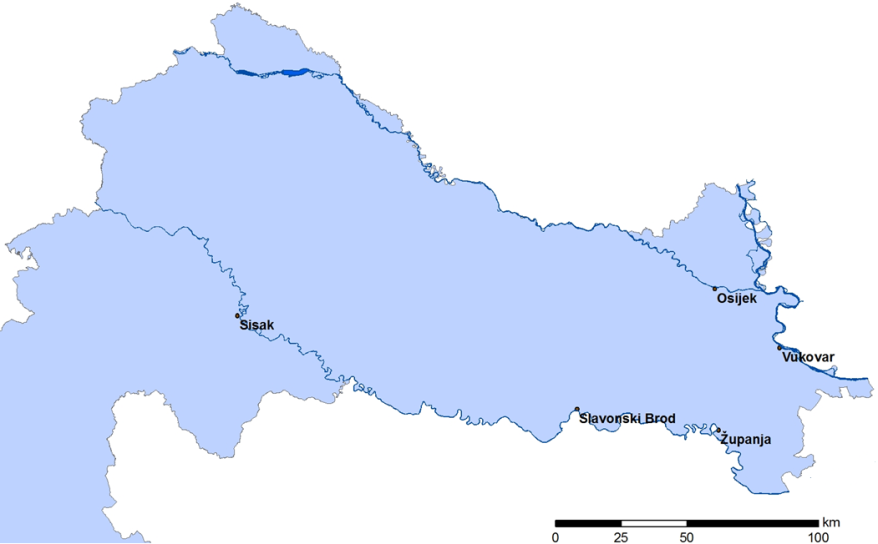 Osijek
Sisak
Vukovar
Slavonski Brod
Županja
km
0 25 50 100